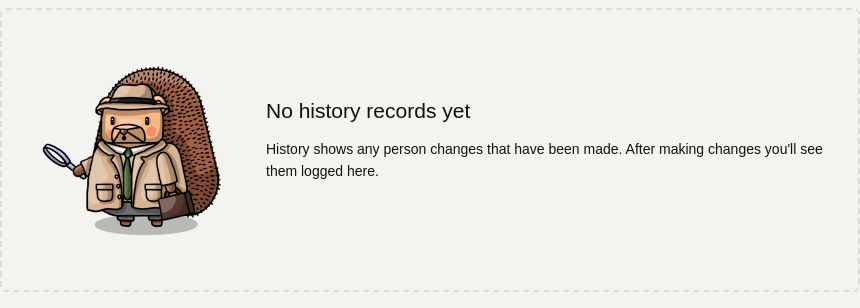 No history records yet
History shows any person changes that have been made. After making changes you'll see
them logged here.